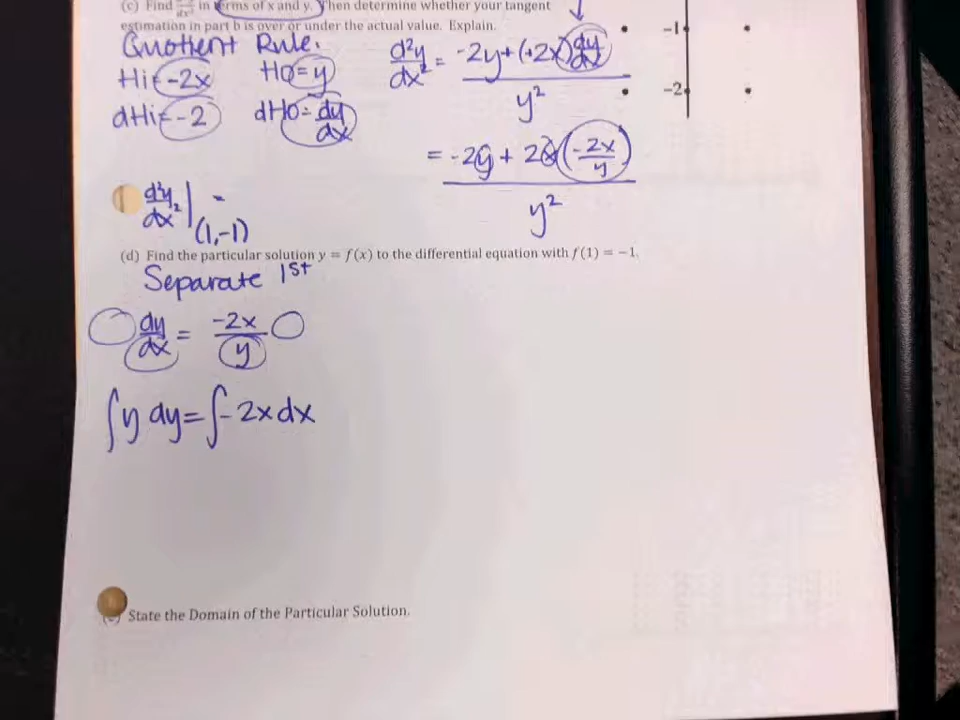 (c) Find in terms of x and y. Then determine whether your tangent
estimation in part b is over or under the actual value. Explain.
Quotient Rule.
Hi=-2x Ho=y
dHi=-2 dHo=dy/dx
d²y/dx² = -2y+(+2x)dy/dx / y²
= -2y+2x(-2x/y) / y²
d²y/dx² | (1,-1) =
-1
-2
(d) Find the particular solution y = f(x) to the differential equation with f(1) = -1.
Separate 1st
dy/dx = -2x/y
∫y dy=∫-2xdx
State the Domain of the Particular Solution.